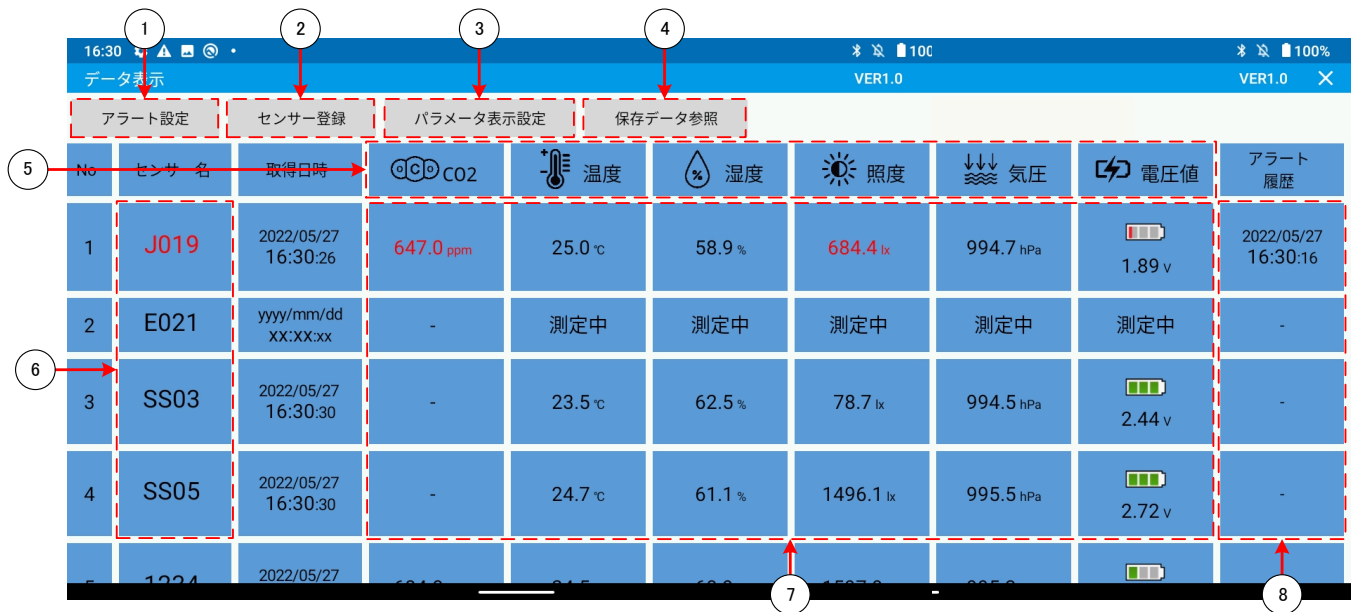 1 2 3 4
16:30 100 100%
データ表示 VER1.0 VER1.0
アラート設定 センサー登録 パラメータ表示設定 保存データ参照
5
No センサー名 取得日時 CO2 温度 湿度 照度 気圧 電圧値 アラート
履歴
1 J019 2022/05/27
16:30:26 647.0 ppm 25.0 ℃ 58.9 % 684.4 lx 994.7 hPa 1.89 V 2022/05/27
16:30:16
2 E021 yyyy/mm/dd
xx:xx:xx - 測定中 測定中 測定中 測定中 測定中 -
6
3 SS03 2022/05/27
16:30:30 - 23.5 ℃ 62.5 % 78.7 lx 994.5 hPa 2.44 V -
4 SS05 2022/05/27
16:30:30 - 24.7 ℃ 61.1 % 1496.1 lx 995.5 hPa 2.72 V -
2022/05/27
7 8